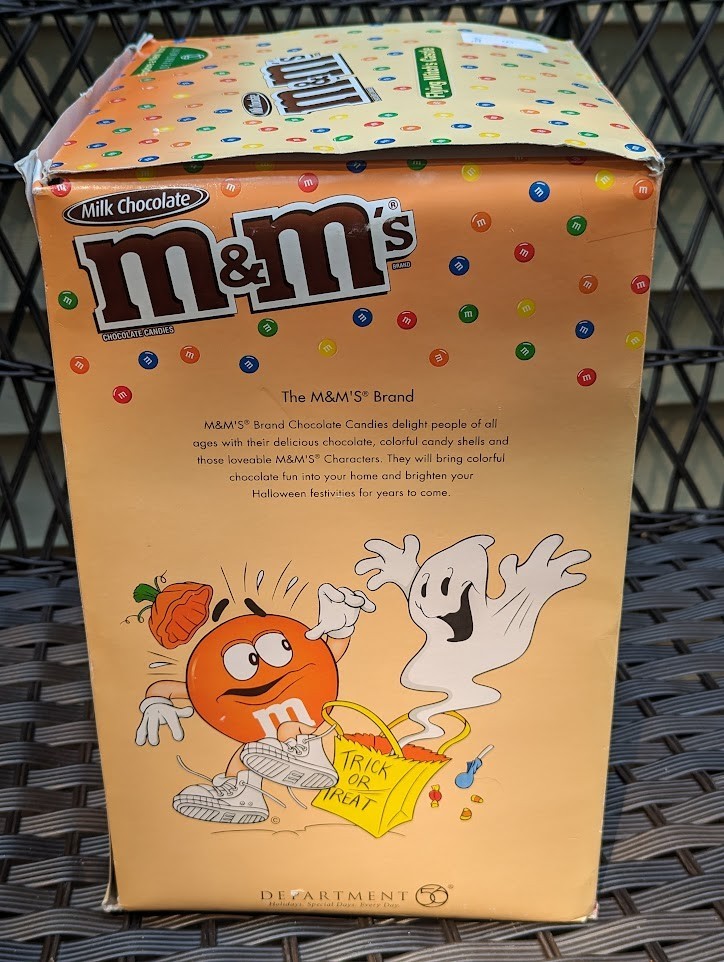 m&m's
Milk Chocolate
Flying Witch's Castle
Milk Chocolate
m&m's®
BRAND
CHOCOLATE CANDIES
The M&M'S® Brand
M&M'S® Brand Chocolate Candies delight people of all
ages with their delicious chocolate, colorful candy shells and
those loveable M&M'S® Characters. They will bring colorful
chocolate fun into your home and brighten your
Halloween festivities for years to come.
m
TRICK
OR
TREAT
©
DEPARTMENT 56®
Holidays. Special Days. Every Day.